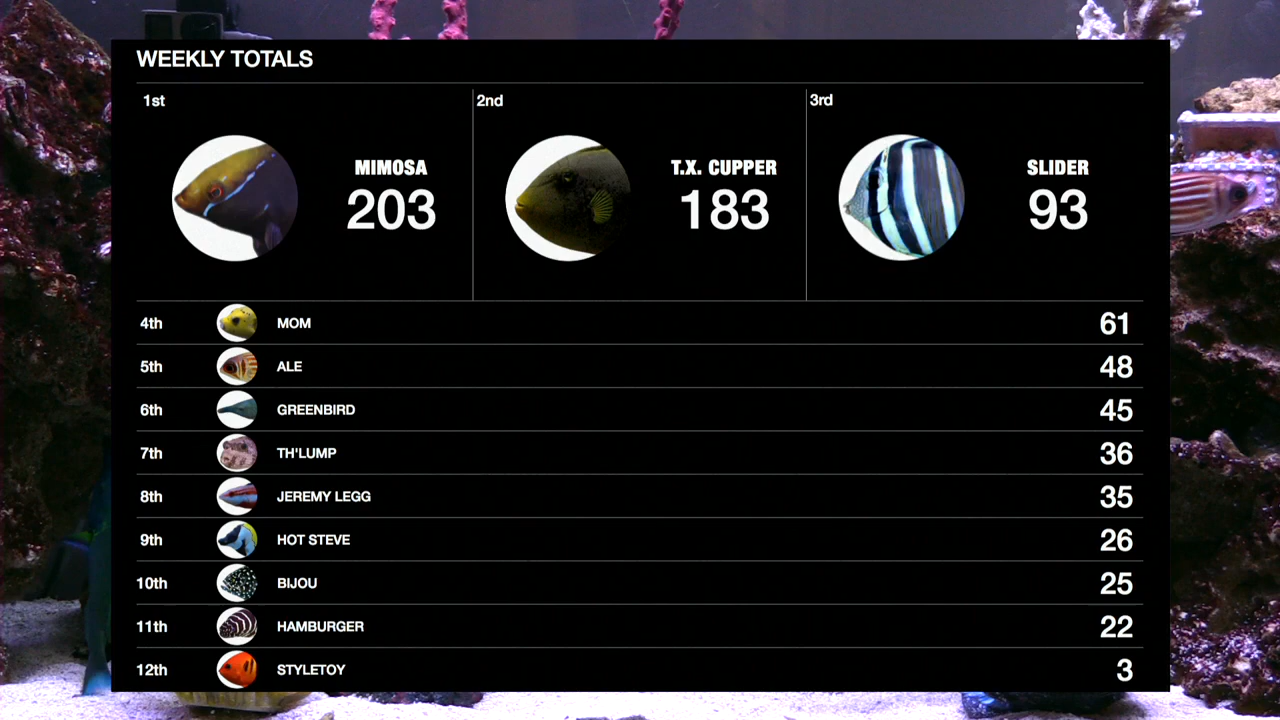 WEEKLY TOTALS
1st
MIMOSA
203
2nd
T.X. CUPPER
183
3rd
SLIDER
93
4th MOM 61
5th ALE 48
6th GREENBIRD 45
7th TH'LUMP 36
8th JEREMY LEGG 35
9th HOT STEVE 26
10th BIJOU 25
11th HAMBURGER 22
12th STYLETOY 3